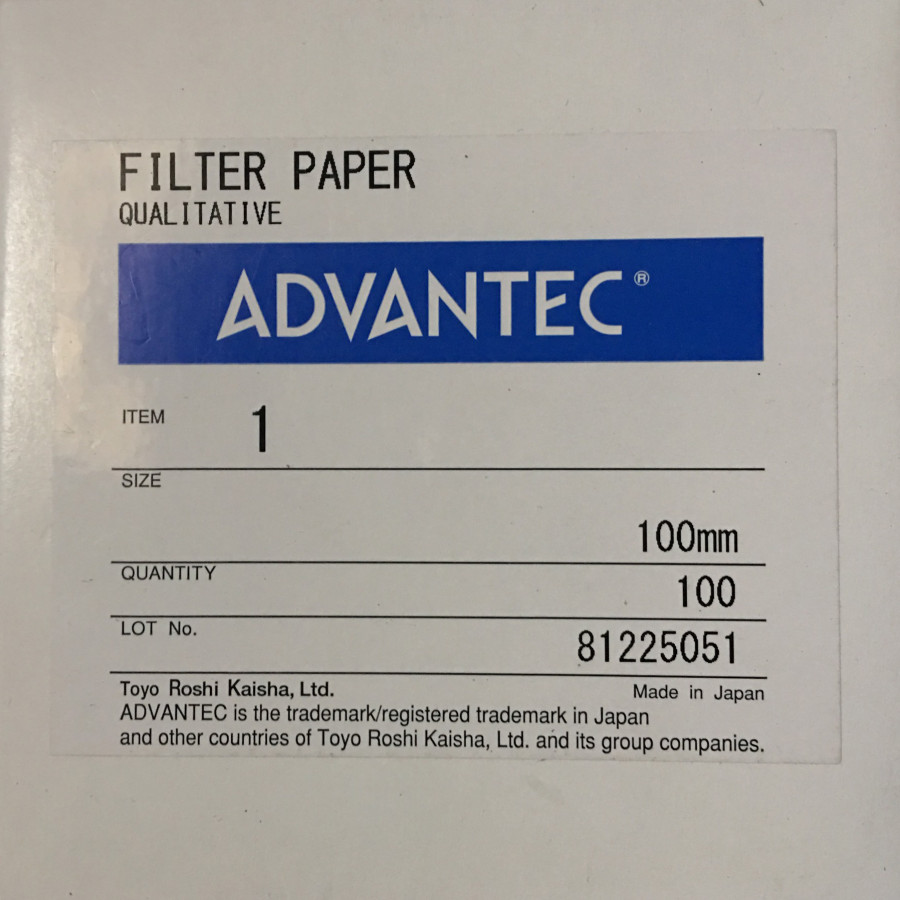 FILTER PAPER
QUALITATIVE
ADVANTEC®
ITEM 1
SIZE
100mm
QUANTITY
100
LOT No.
81225051
Toyo Roshi Kaisha, Ltd. Made in Japan
ADVANTEC is the trademark/registered trademark in Japan
and other countries of Toyo Roshi Kaisha, Ltd. and its group companies.